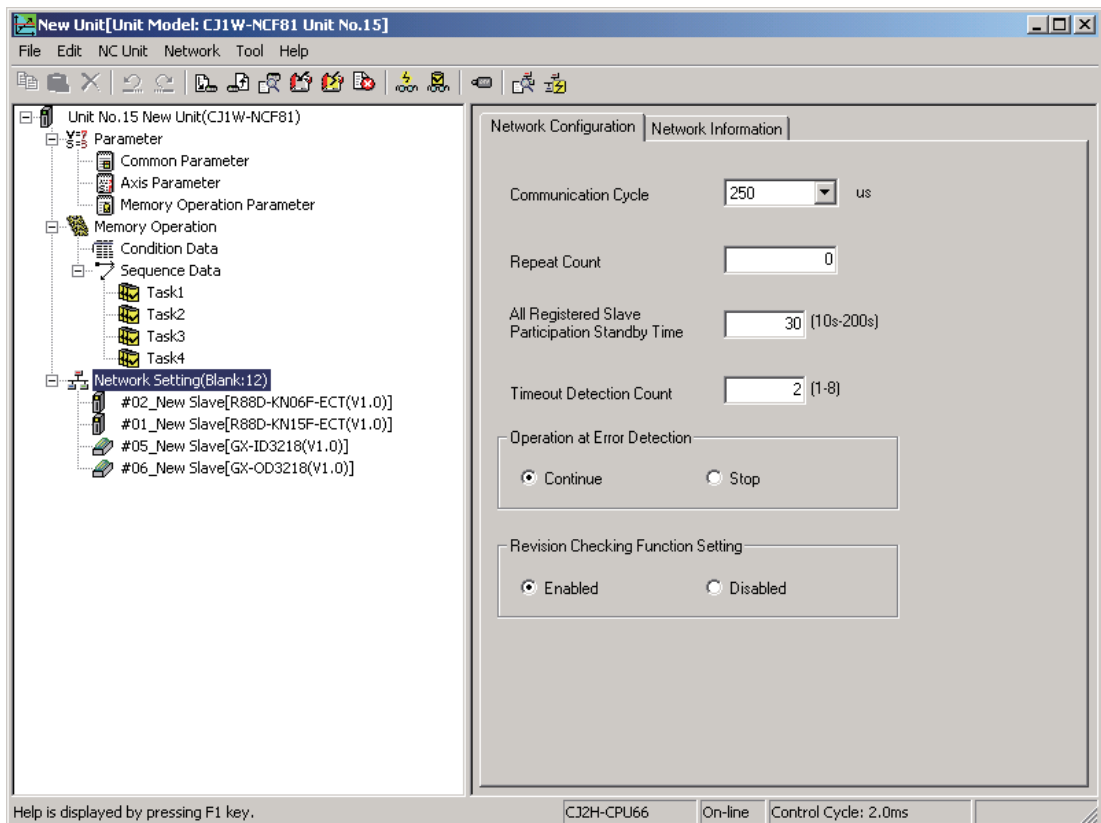 New Unit[Unit Model: CJ1W-NCF81 Unit No.15]
File Edit NC Unit Network Tool Help
Unit No.15 New Unit(CJ1W-NCF81)
Parameter
Common Parameter
Axis Parameter
Memory Operation Parameter
Memory Operation
Condition Data
Sequence Data
Task1
Task2
Task3
Task4
Network Setting(Blank:12)
#02_New Slave[R88D-KN06F-ECT(V1.0)]
#01_New Slave[R88D-KN15F-ECT(V1.0)]
#05_New Slave[GX-ID3218(V1.0)]
#06_New Slave[GX-OD3218(V1.0)]
Network Configuration Network Information
Communication Cycle 250 us
Repeat Count 0
All Registered Slave
Participation Standby Time 30 (10s-200s)
Timeout Detection Count 2 (1-8)
Operation at Error Detection
Continue Stop
Revision Checking Function Setting
Enabled Disabled
Help is displayed by pressing F1 key. CJ2H-CPU66 On-line Control Cycle: 2.0ms